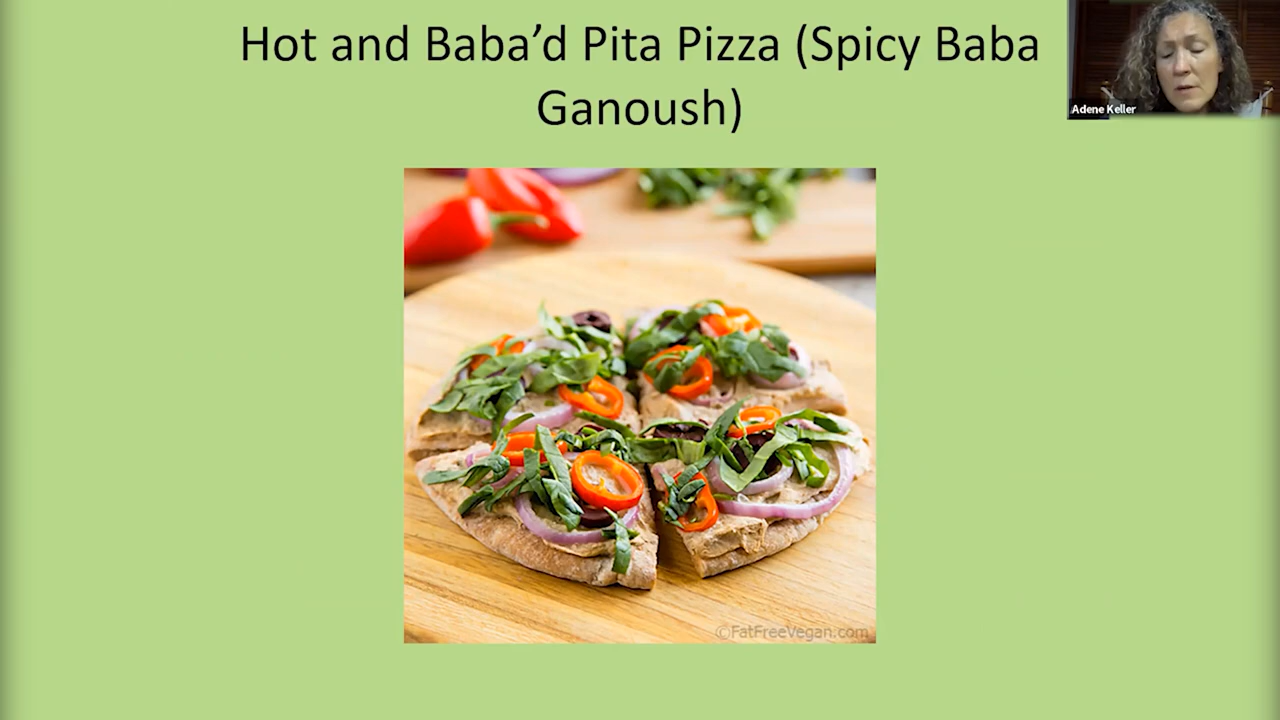 Hot and Baba’d Pita Pizza (Spicy Baba
Ganoush)
Adene Keller
©FatFreeVegan.com